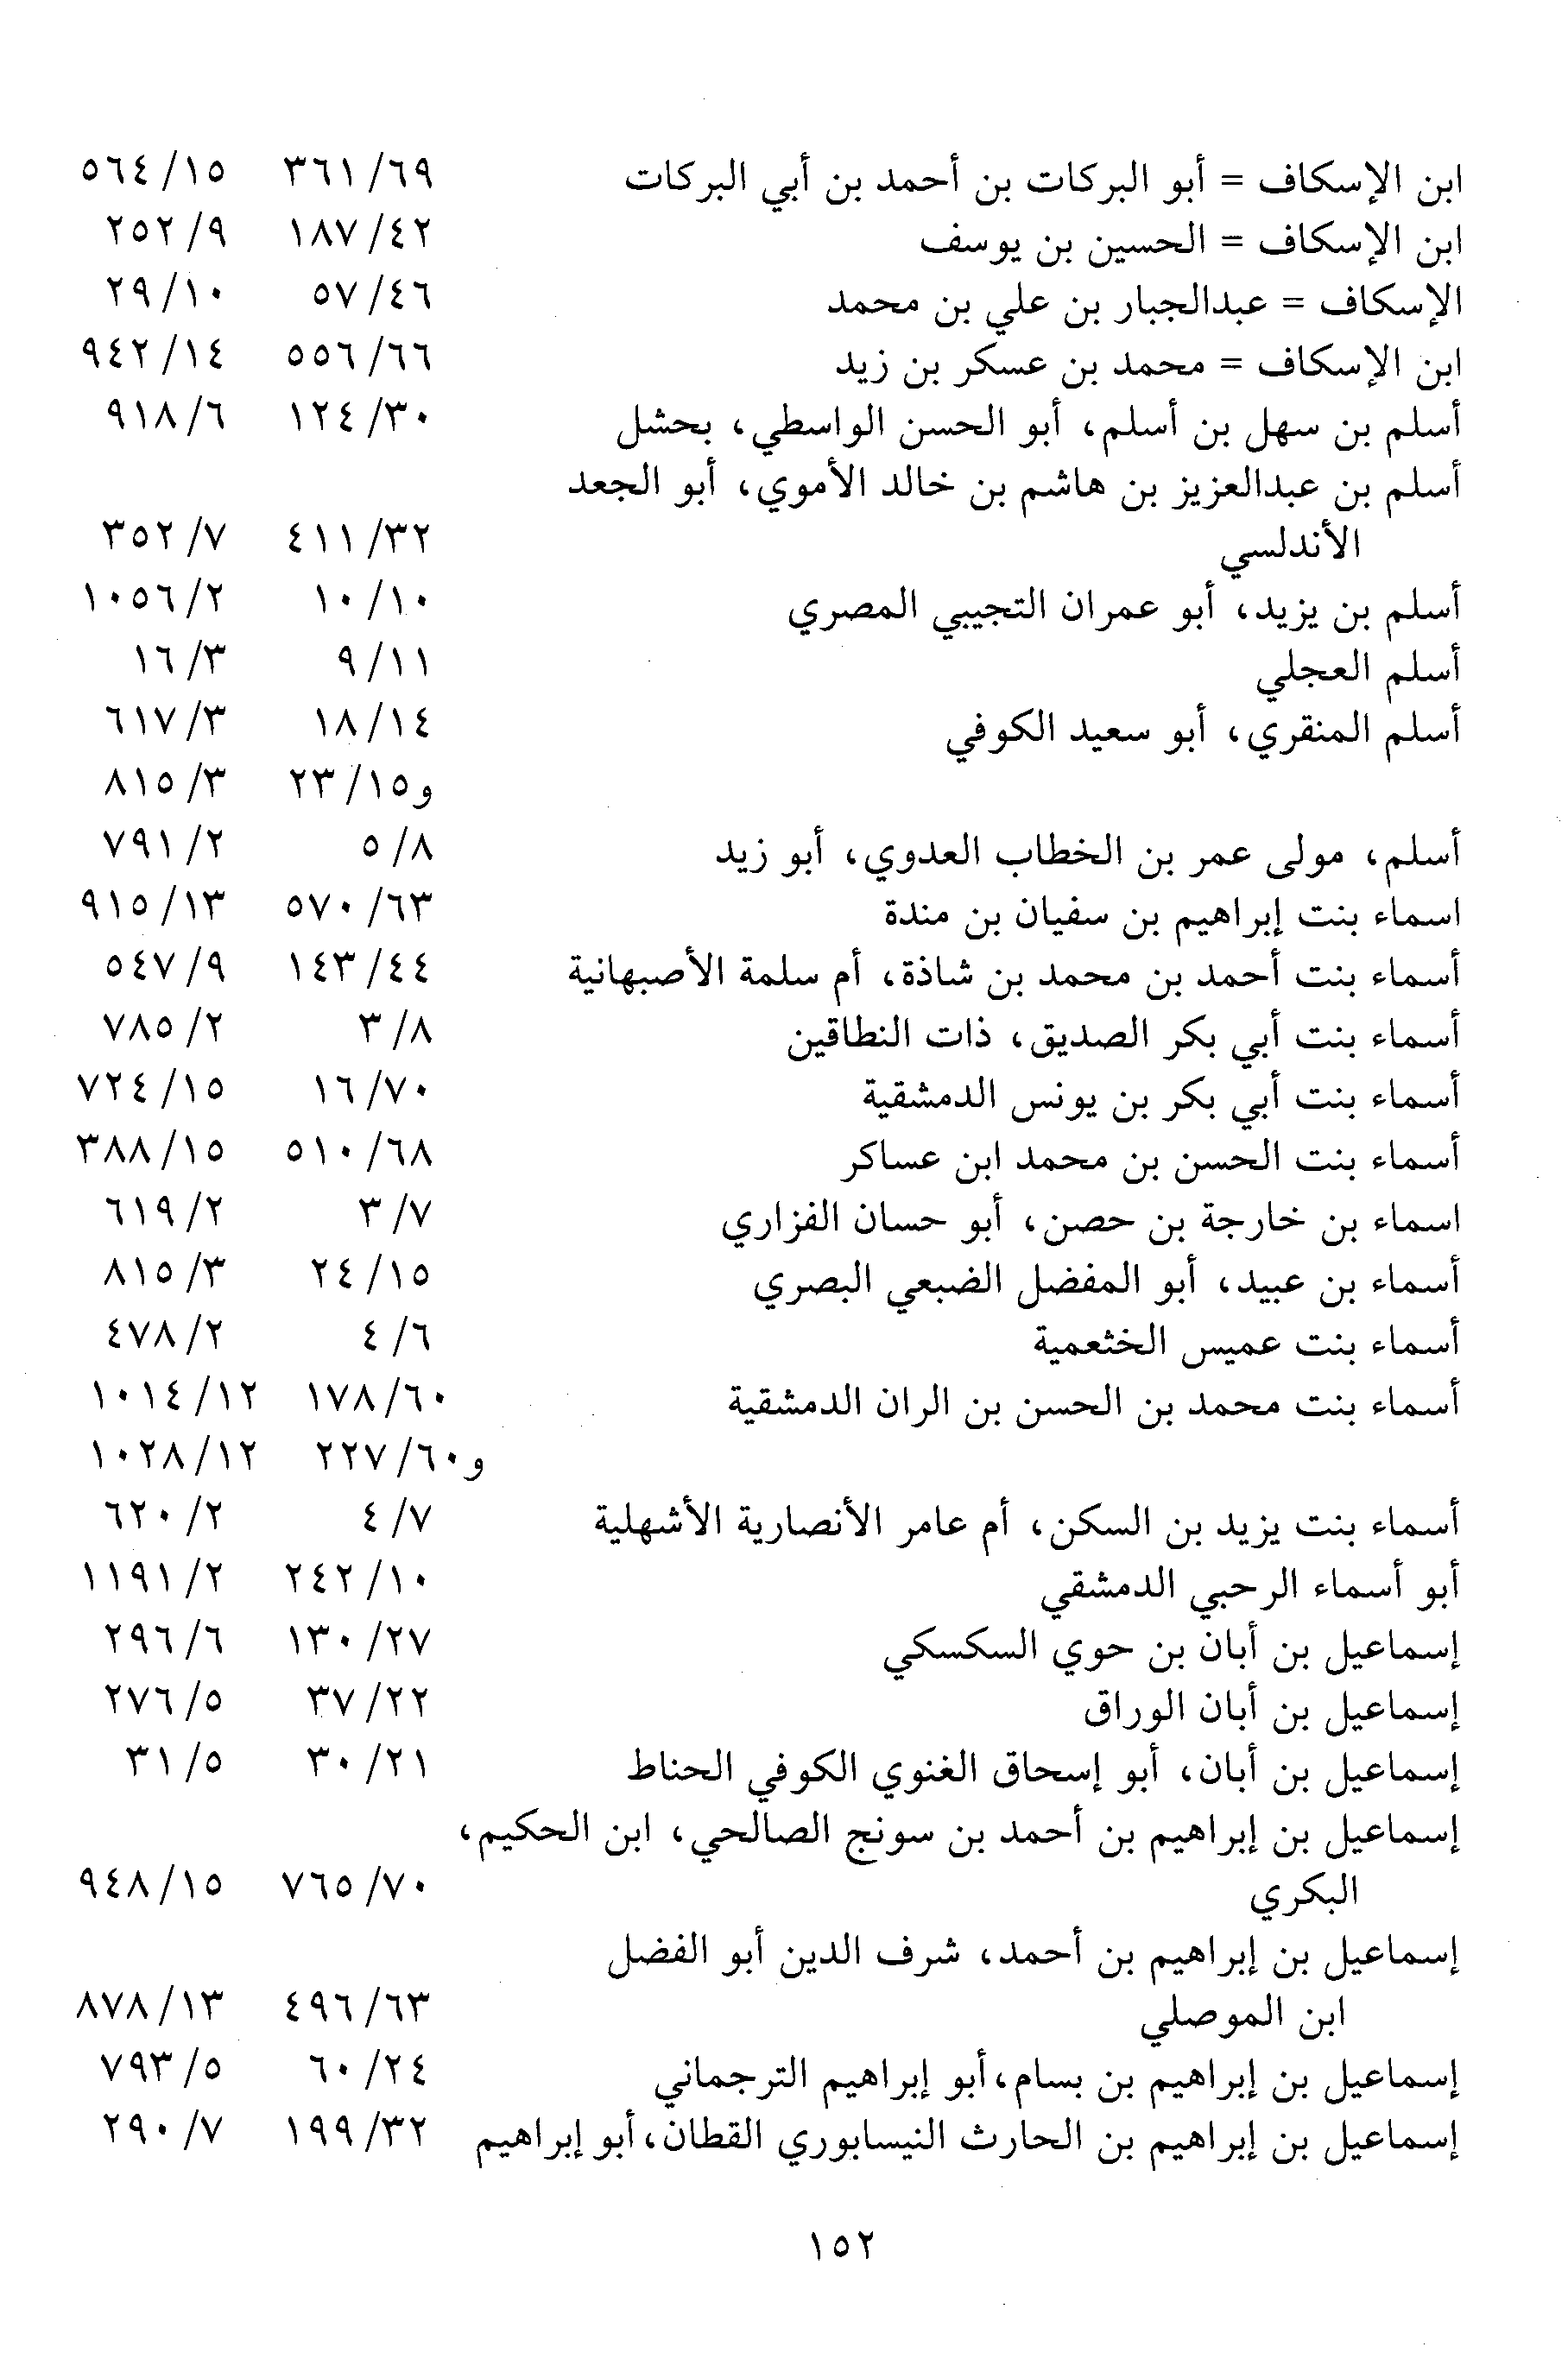 ابن الإسكاف = أبو البركات بن أحمد بن أبي البركات ٦٩/٣٦١ ١٥/٥٦٤
ابن الإسكاف = الحسين بن يوسف ٤٢/١٨٧ ٩/٢٥٢
الإسكاف = عبدالجبار بن علي بن محمد ٤٦/٥٧ ١٠/٢٩
ابن الإسكاف = محمد بن عسكر بن زيد ٦٦/٥٥٦ ١٤/٩٤٢
أسلم بن سهل بن أسلم، أبو الحسن الواسطي، بحشل ٣٠/١٢٤ ٦/٩١٨
أسلم بن عبدالعزيز بن هاشم بن خالد الأموي، أبو الجعد
الأندلسي ٣٢/٤١١ ٧/٣٥٢
أسلم بن يزيد، أبو عمران التجيبي المصري ١٠/١٠ ٢/١٠٥٦
أسلم العجلي ١١/٩ ٣/١٦
أسلم المنقري، أبو سعيد الكوفي ١٤/١٨ ٣/٦١٧
و١٥/٢٣ ٣/٨١٥
أسلم، مولى عمر بن الخطاب العدوي، أبو زيد ٨/٥ ٢/٧٩١
اسماء بنت إبراهيم بن سفيان بن مندة ٦٣/٥٧٠ ١٣/٩١٥
أسماء بنت أحمد بن محمد بن شاذة، أم سلمة الأصبهانية ٤٤/١٤٣ ٩/٥٤٧
أسماء بنت أبي بكر الصديق، ذات النطاقين ٨/٣ ٢/٧٨٥
أسماء بنت أبي بكر بن يونس الدمشقية ٧٠/١٦ ١٥/٧٢٤
أسماء بنت الحسن بن محمد ابن عساكر ٦٨/٥١٠ ١٥/٣٨٨
اسماء بن خارجة بن حصن، أبو حسان الفزاري ٧/٣ ٢/٦١٩
أسماء بن عبيد، أبو المفضل الضبعي البصري ١٥/٢٤ ٣/٨١٥
أسماء بنت عميس الخثعمية ٦/٤ ٢/٤٧٨
أسماء بنت محمد بن الحسن بن الران الدمشقية ٦٠/١٧٨ ١٢/١٠١٤
و٦٠/٢٢٧ ١٢/١٠٢٨
أسماء بنت يزيد بن السكن، أم عامر الأنصارية الأشهلية ٧/٤ ٢/٦٢٠
أبو أسماء الرحبي الدمشقي ١٠/٢٤٢ ٢/١١٩١
إسماعيل بن أبان بن حوي السكسكي ٢٧/١٣٠ ٦/٢٩٦
إسماعيل بن أبان الوراق ٢٢/٣٧ ٥/٢٧٦
إسماعيل بن أبان، أبو إسحاق الغنوي الكوفي الحناط ٢١/٣٠ ٥/٣١
إسماعيل بن إبراهيم بن أحمد بن سونج الصالحي، ابن الحكيم،
البكري ٧٠/٧٦٥ ١٥/٩٤٨
إسماعيل بن إبراهيم بن أحمد، شرف الدين أبو الفضل
ابن الموصلي ٦٣/٤٩٦ ١٣/٨٧٨
إسماعيل بن إبراهيم بن بسام،أبو إبراهيم الترجماني ٢٤/٦٠ ٥/٧٩٣
إسماعيل بن إبراهيم بن الحارث النيسابوري القطان،أبو إبراهيم ٣٢/١٩٩ ٧/٢٩٠
١٥٢